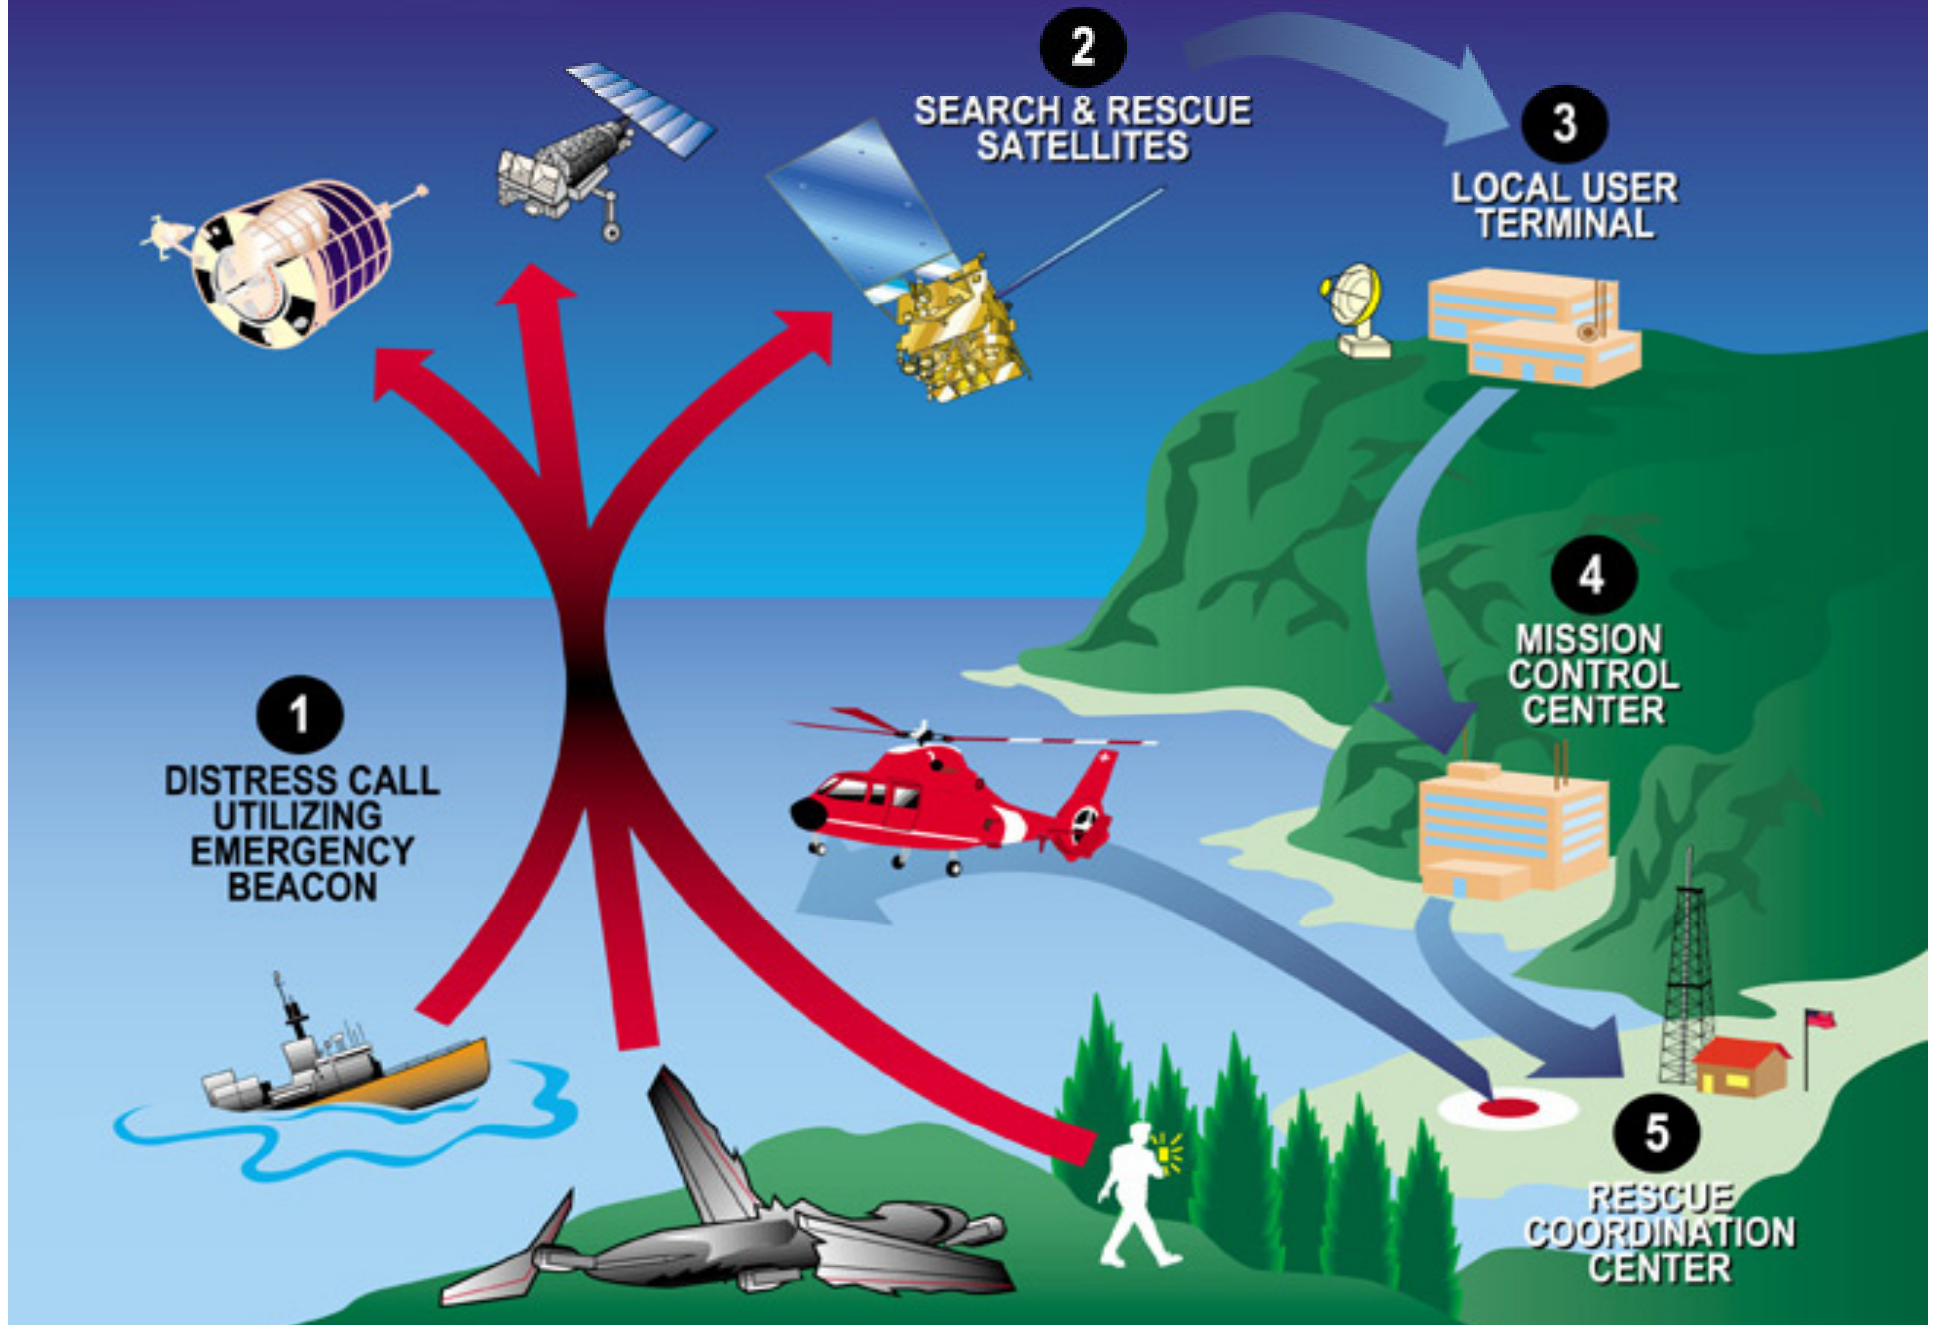 1
DISTRESS CALL
UTILIZING
EMERGENCY
BEACON
2
SEARCH & RESCUE
SATELLITES
3
LOCAL USER
TERMINAL
4
MISSION
CONTROL
CENTER
5
RESCUE
COORDINATION
CENTER